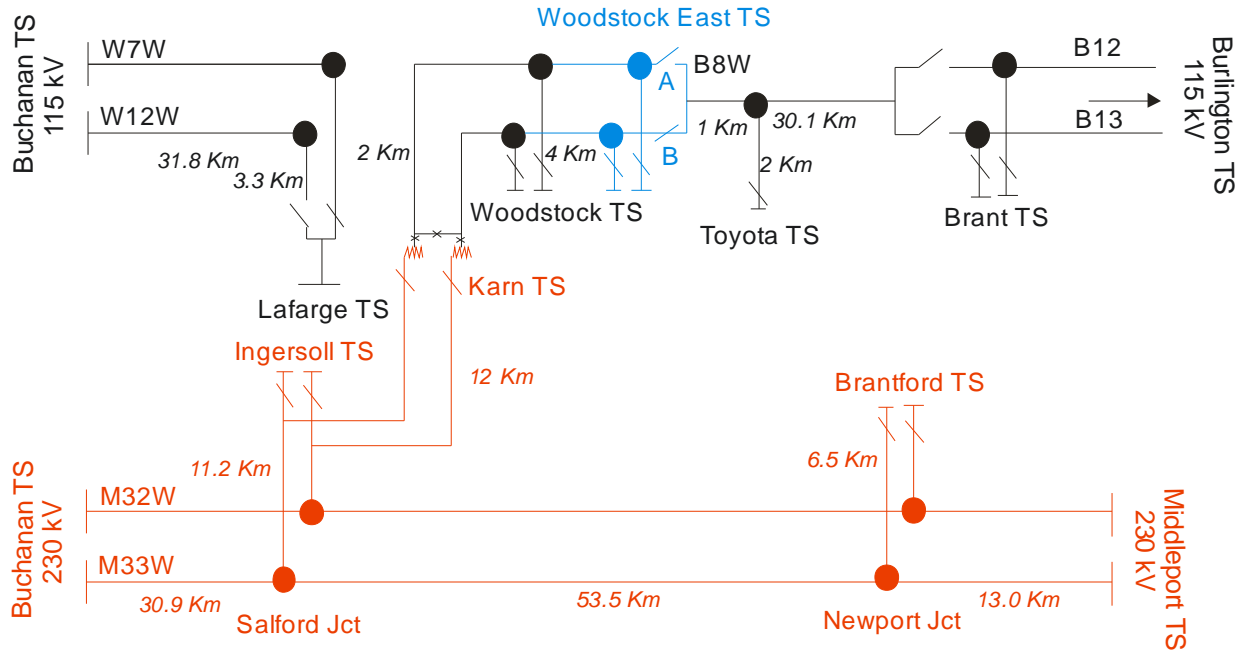 Woodstock East TS
Buchanan TS
115 kV
W7W
W12W
31.8 Km
3.3 Km
Lafarge TS
2 Km
A
B8W
B
4 Km
Woodstock TS
1 Km
30.1 Km
2 Km
Toyota TS
B12
B13
Brant TS
Burlington TS
115 kV
Karn TS
Ingersoll TS
12 Km
11.2 Km
Brantford TS
6.5 Km
Buchanan TS
230 kV
M32W
M33W
30.9 Km
Salford Jct
53.5 Km
Newport Jct
13.0 Km
Middleport TS
230 kV